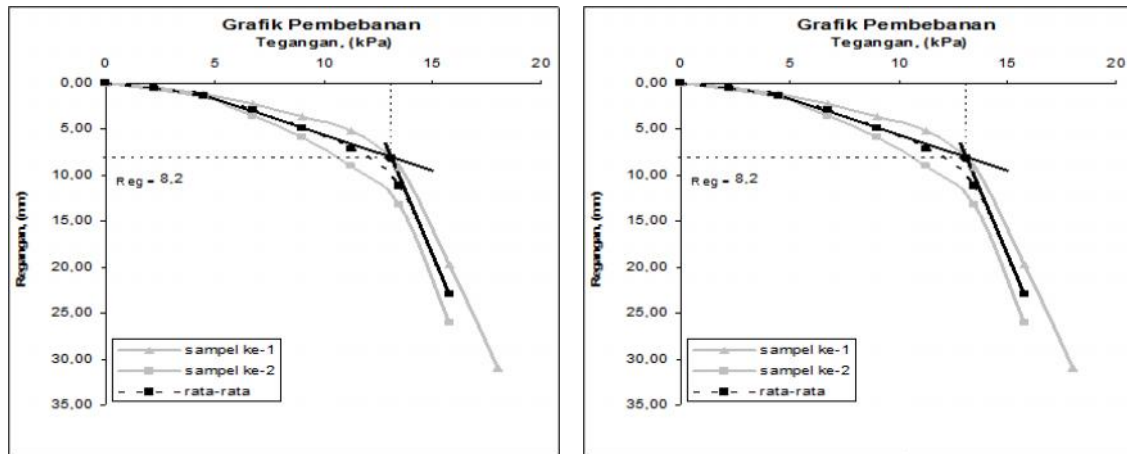 Grafik Pembebanan
Tegangan, (kPa)
0 5 10 15 20
0,00
5,00
10,00
15,00
20,00
25,00
30,00
35,00
Regangan, (mm)
Reg = 8,2
sampel ke-1
sampel ke-2
rata-rata
Grafik Pembebanan
Tegangan, (kPa)
0 5 10 15 20
0,00
5,00
10,00
15,00
20,00
25,00
30,00
35,00
Regangan, (mm)
Reg = 8,2
sampel ke-1
sampel ke-2
rata-rata